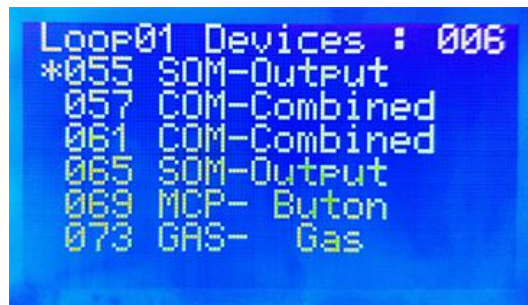 Loop01 Devices : 006
*055 SOM-Output
057 COM-Combined
061 COM-Combined
065 SOM-Output
069 MCP- Buton
073 GAS- Gas